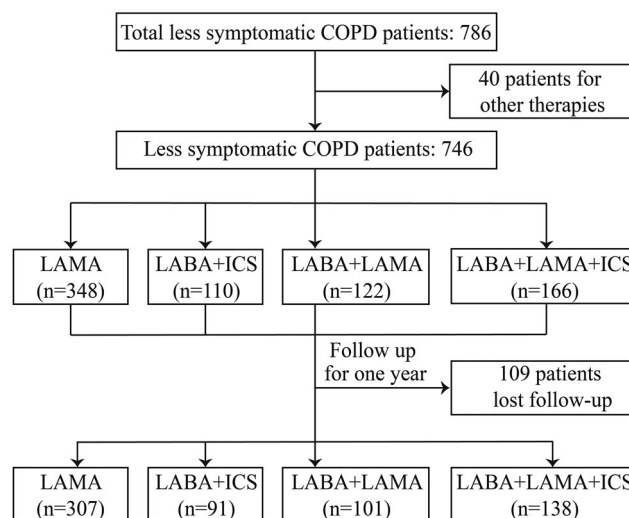 Total less symptomatic COPD patients: 786
40 patients for
other therapies
Less symptomatic COPD patients: 746
LAMA
(n=348)
LABA+ICS
(n=110)
LABA+LAMA
(n=122)
LABA+LAMA+ICS
(n=166)
Follow up
for one year
109 patients
lost follow-up
LAMA
(n=307)
LABA+ICS
(n=91)
LABA+LAMA
(n=101)
LABA+LAMA+ICS
(n=138)